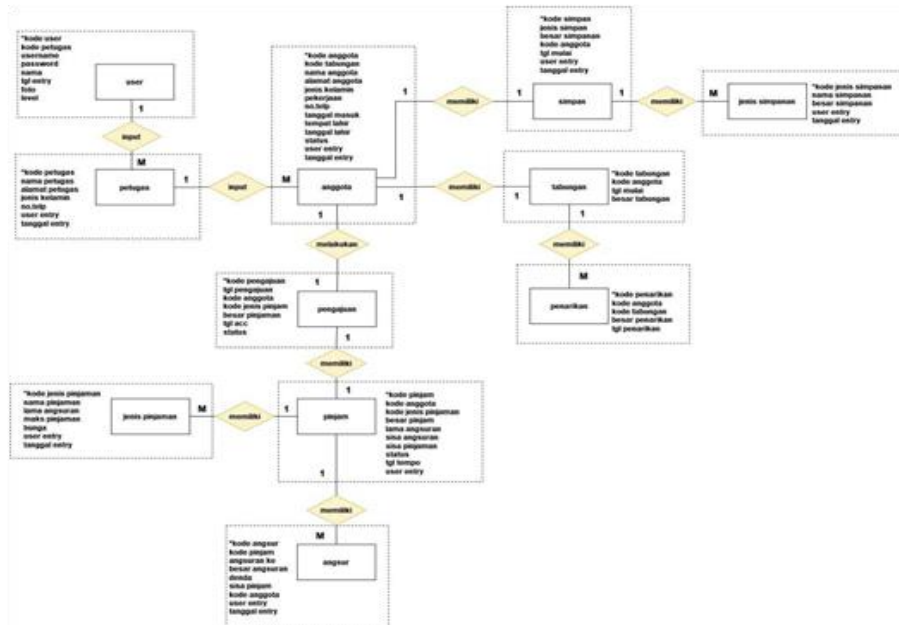 *kode user
kode petugas
username
password
nama
tgl entry
foto
level
user
1
input
M
*kode petugas
nama petugas
alamat petugas
jenis kelamin
no.telp
user entry
tanggal entry
petugas
1
input
M
*kode anggota
kode tabungan
nama anggota
alamat anggota
jenis kelamin
pekerjaan
no.telp
tanggal masuk
tempat lahir
tanggal lahir
status
user entry
tanggal entry
anggota
1
memiliki
1
*kode simpan
jenis simpan
besar simpanan
kode anggota
tgl mulai
user entry
tanggal entry
simpan
1
memiliki
M
jenis simpanan
*kode jenis simpanan
nama simpanan
besar simpanan
user entry
tanggal entry
1
memiliki
1
tabungan
*kode tabungan
kode anggota
tgl mulai
besar tabungan
1
memiliki
M
penarikan
*kode penarikan
kode anggota
kode tabungan
besar penarikan
tgl penarikan
1
melakukan
1
*kode pengajuan
tgl pengajuan
kode anggota
kode jenis pinjam
besar pinjaman
tgl acc
status
pengajuan
1
memiliki
1
*kode jenis pinjaman
nama pinjaman
lama angsuran
maks pinjaman
bunga
user entry
tanggal entry
jenis pinjaman
M
memiliki
1
pinjam
*kode pinjam
kode anggota
kode jenis pinjaman
besar pinjam
lama angsuran
sisa angsuran
sisa pinjaman
status
tgl tempo
user entry
1
memiliki
M
*kode angsur
kode pinjam
angsuran ke
besar angsuran
denda
sisa pinjam
kode anggota
user entry
tanggal entry
angsur